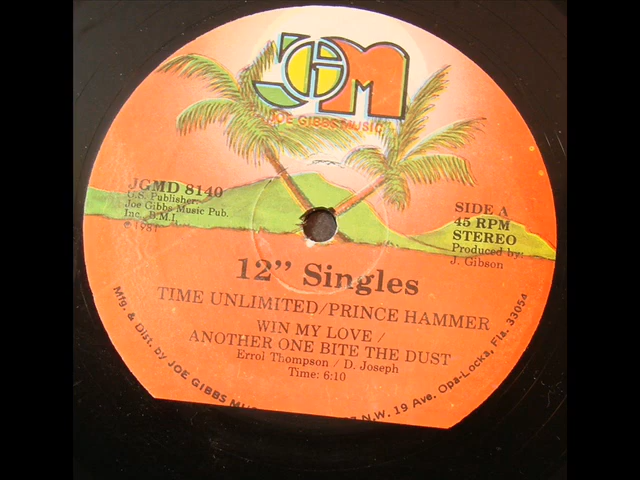 JGM
JOE GIBBS MUSIC
JGMD 8140
U.S. Publisher:
Joe Gibbs Music Pub.
Inc. B.M.I.
℗ 1981
SIDE A
45 RPM
STEREO
Produced by:
J. Gibson
12” Singles
TIME UNLIMITED/PRINCE HAMMER
WIN MY LOVE /
ANOTHER ONE BITE THE DUST
Errol Thompson / D. Joseph
Time: 6:10
Mfg. & Dist. by JOE GIBBS N.W. 19 Ave. Opa-Locka, Fla. 33054